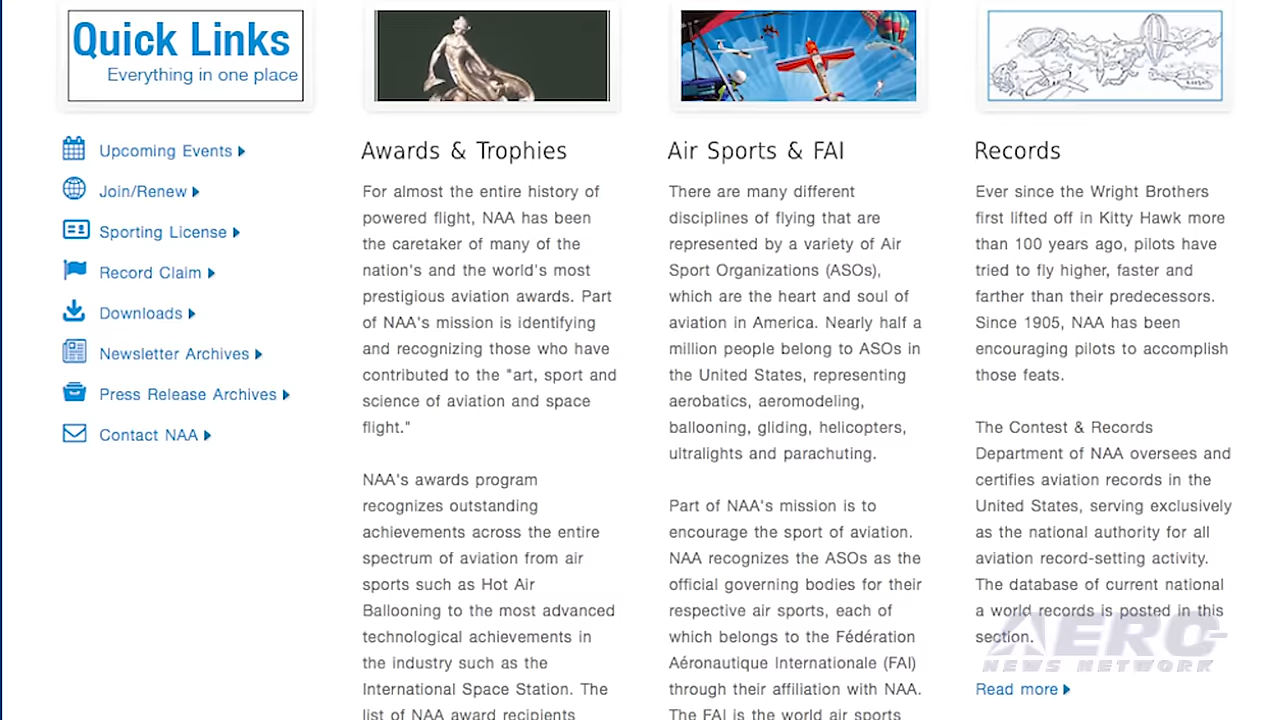 Quick Links
Everything in one place
Upcoming Events
Join/Renew
Sporting License
Record Claim
Downloads
Newsletter Archives
Press Release Archives
Contact NAA
Awards & Trophies
For almost the entire history of
powered flight, NAA has been
the caretaker of many of the
nation's and the world's most
prestigious aviation awards. Part
of NAA's mission is identifying
and recognizing those who have
contributed to the "art, sport and
science of aviation and space
flight."
NAA's awards program
recognizes outstanding
achievements across the entire
spectrum of aviation from air
sports such as Hot Air
Ballooning to the most advanced
technological achievements in
the industry such as the
International Space Station. The
list of NAA award recipients
Air Sports & FAI
There are many different
disciplines of flying that are
represented by a variety of Air
Sport Organizations (ASOs),
which are the heart and soul of
aviation in America. Nearly half a
million people belong to ASOs in
the United States, representing
aerobatics, aeromodeling,
ballooning, gliding, helicopters,
ultralights and parachuting.
Part of NAA's mission is to
encourage the sport of aviation.
NAA recognizes the ASOs as the
official governing bodies for their
respective air sports, each of
which belongs to the Fédération
Aéronautique Internationale (FAI)
through their affiliation with NAA.
The FAI is the world air sports
Records
Ever since the Wright Brothers
first lifted off in Kitty Hawk more
than 100 years ago, pilots have
tried to fly higher, faster and
farther than their predecessors.
Since 1905, NAA has been
encouraging pilots to accomplish
those feats.
The Contest & Records
Department of NAA oversees and
certifies aviation records in the
United States, serving exclusively
as the national authority for all
aviation record-setting activity.
The database of current national
a world records is posted in this
section.
Read more
AERO
NEWS NETWORK